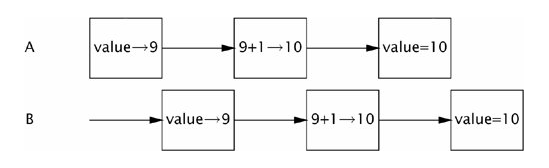 A value→9 9+1→10 value=10
B value→9 9+1→10 value=10